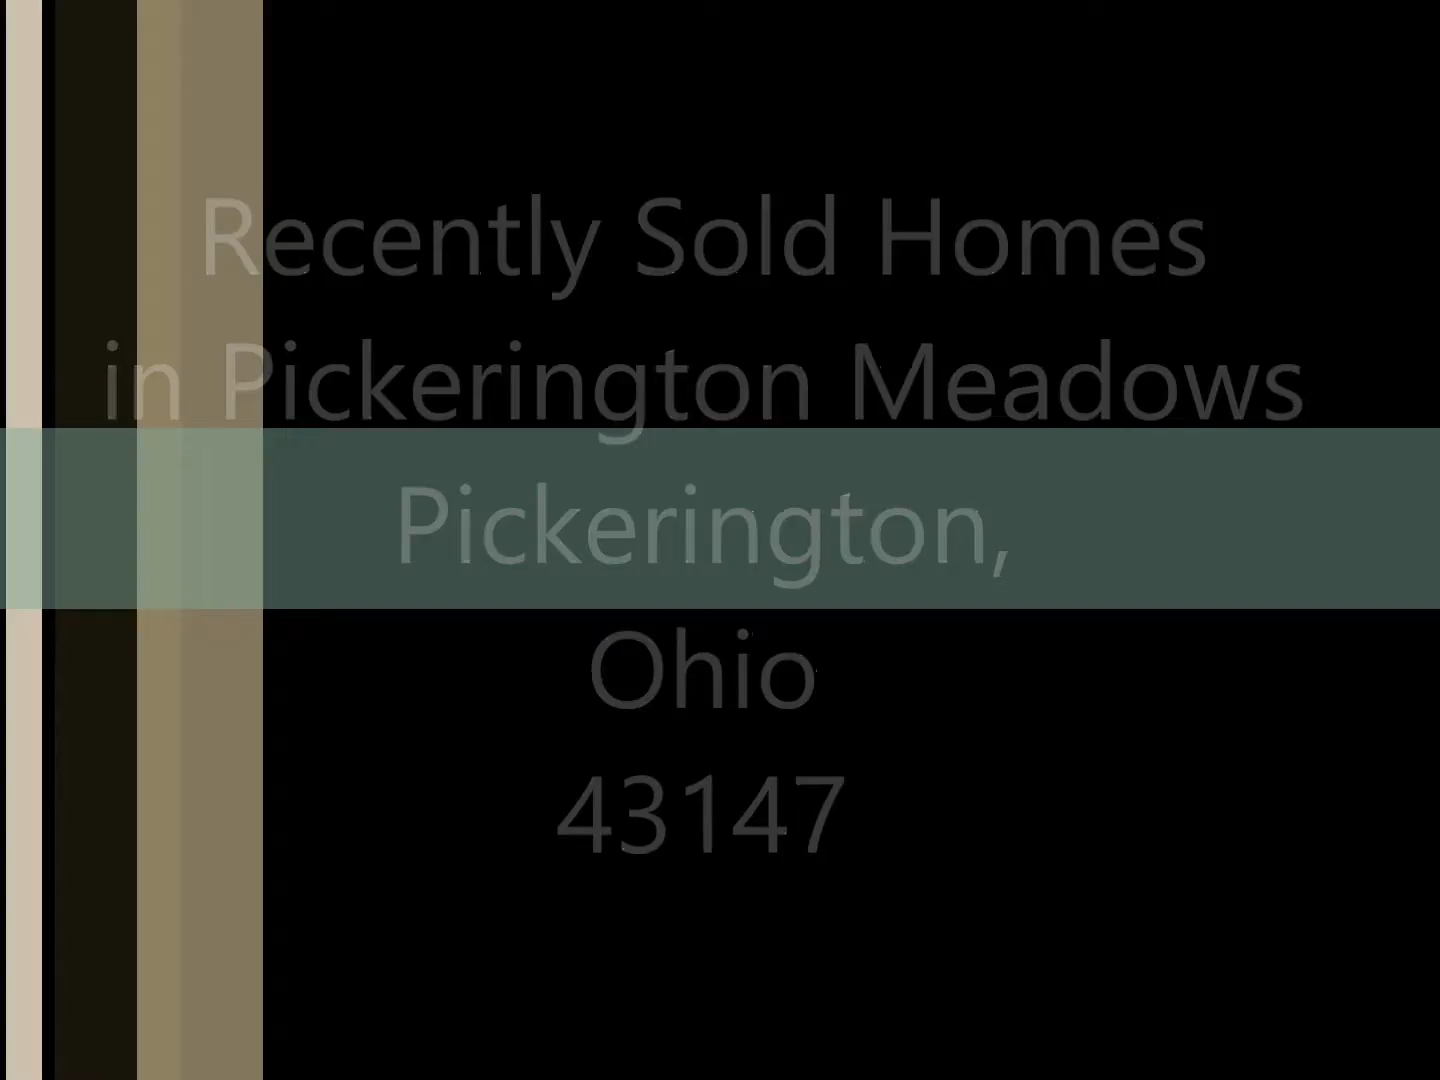 Recently Sold Homes
in Pickerington Meadows
Pickerington,
Ohio
43147